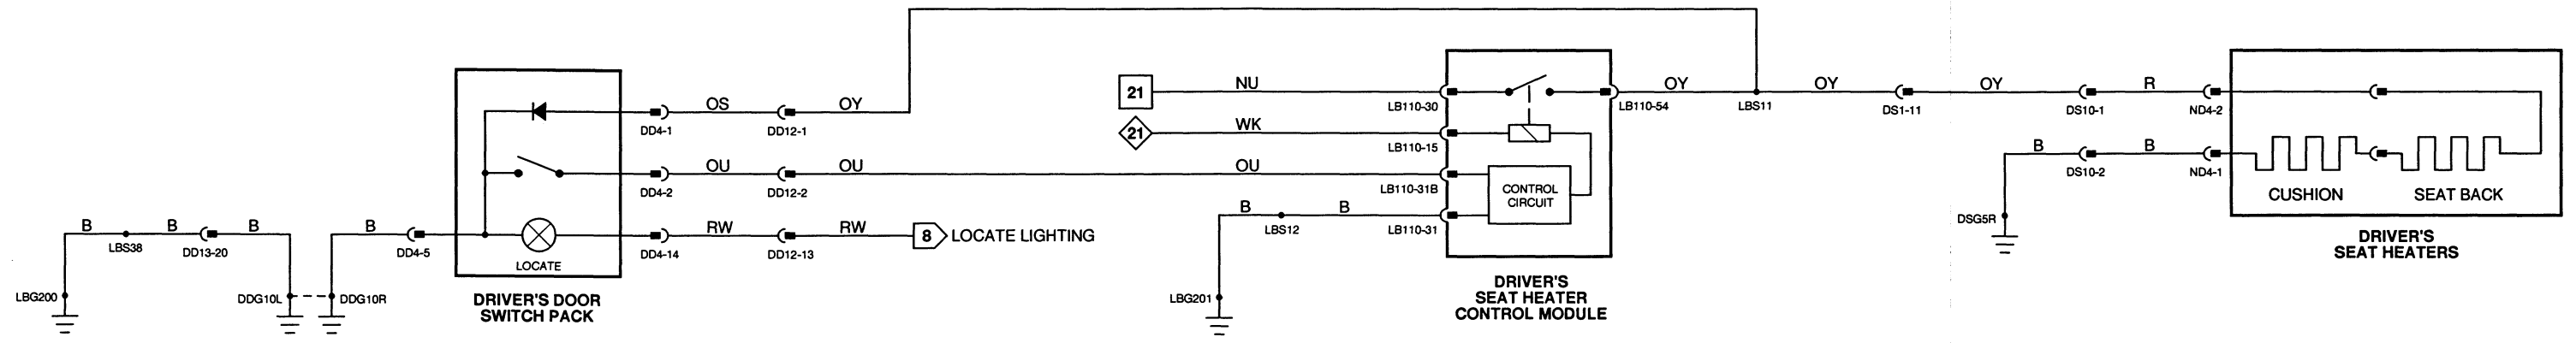 OS
OY
DD4-1
DD12-1
OU
OU
OU
DD4-2
DD12-2
B
B
B
B
RW
RW
8
LOCATE LIGHTING
LBS38
DD13-20
DD4-5
LOCATE
DD4-14
DD12-13
LBG200
DDG10L
DDG10R
DRIVER'S DOOR
SWITCH PACK
21
NU
LB110-30
21
WK
LB110-15
LB110-31B
CONTROL
CIRCUIT
B
B
LBS12
LB110-31
LBG201
DRIVER'S
SEAT HEATER
CONTROL MODULE
OY
OY
OY
R
LB110-54
LBS11
DS1-11
DS10-1
ND4-2
B
B
DS10-2
ND4-1
DSG5R
CUSHION
SEAT BACK
DRIVER'S
SEAT HEATERS